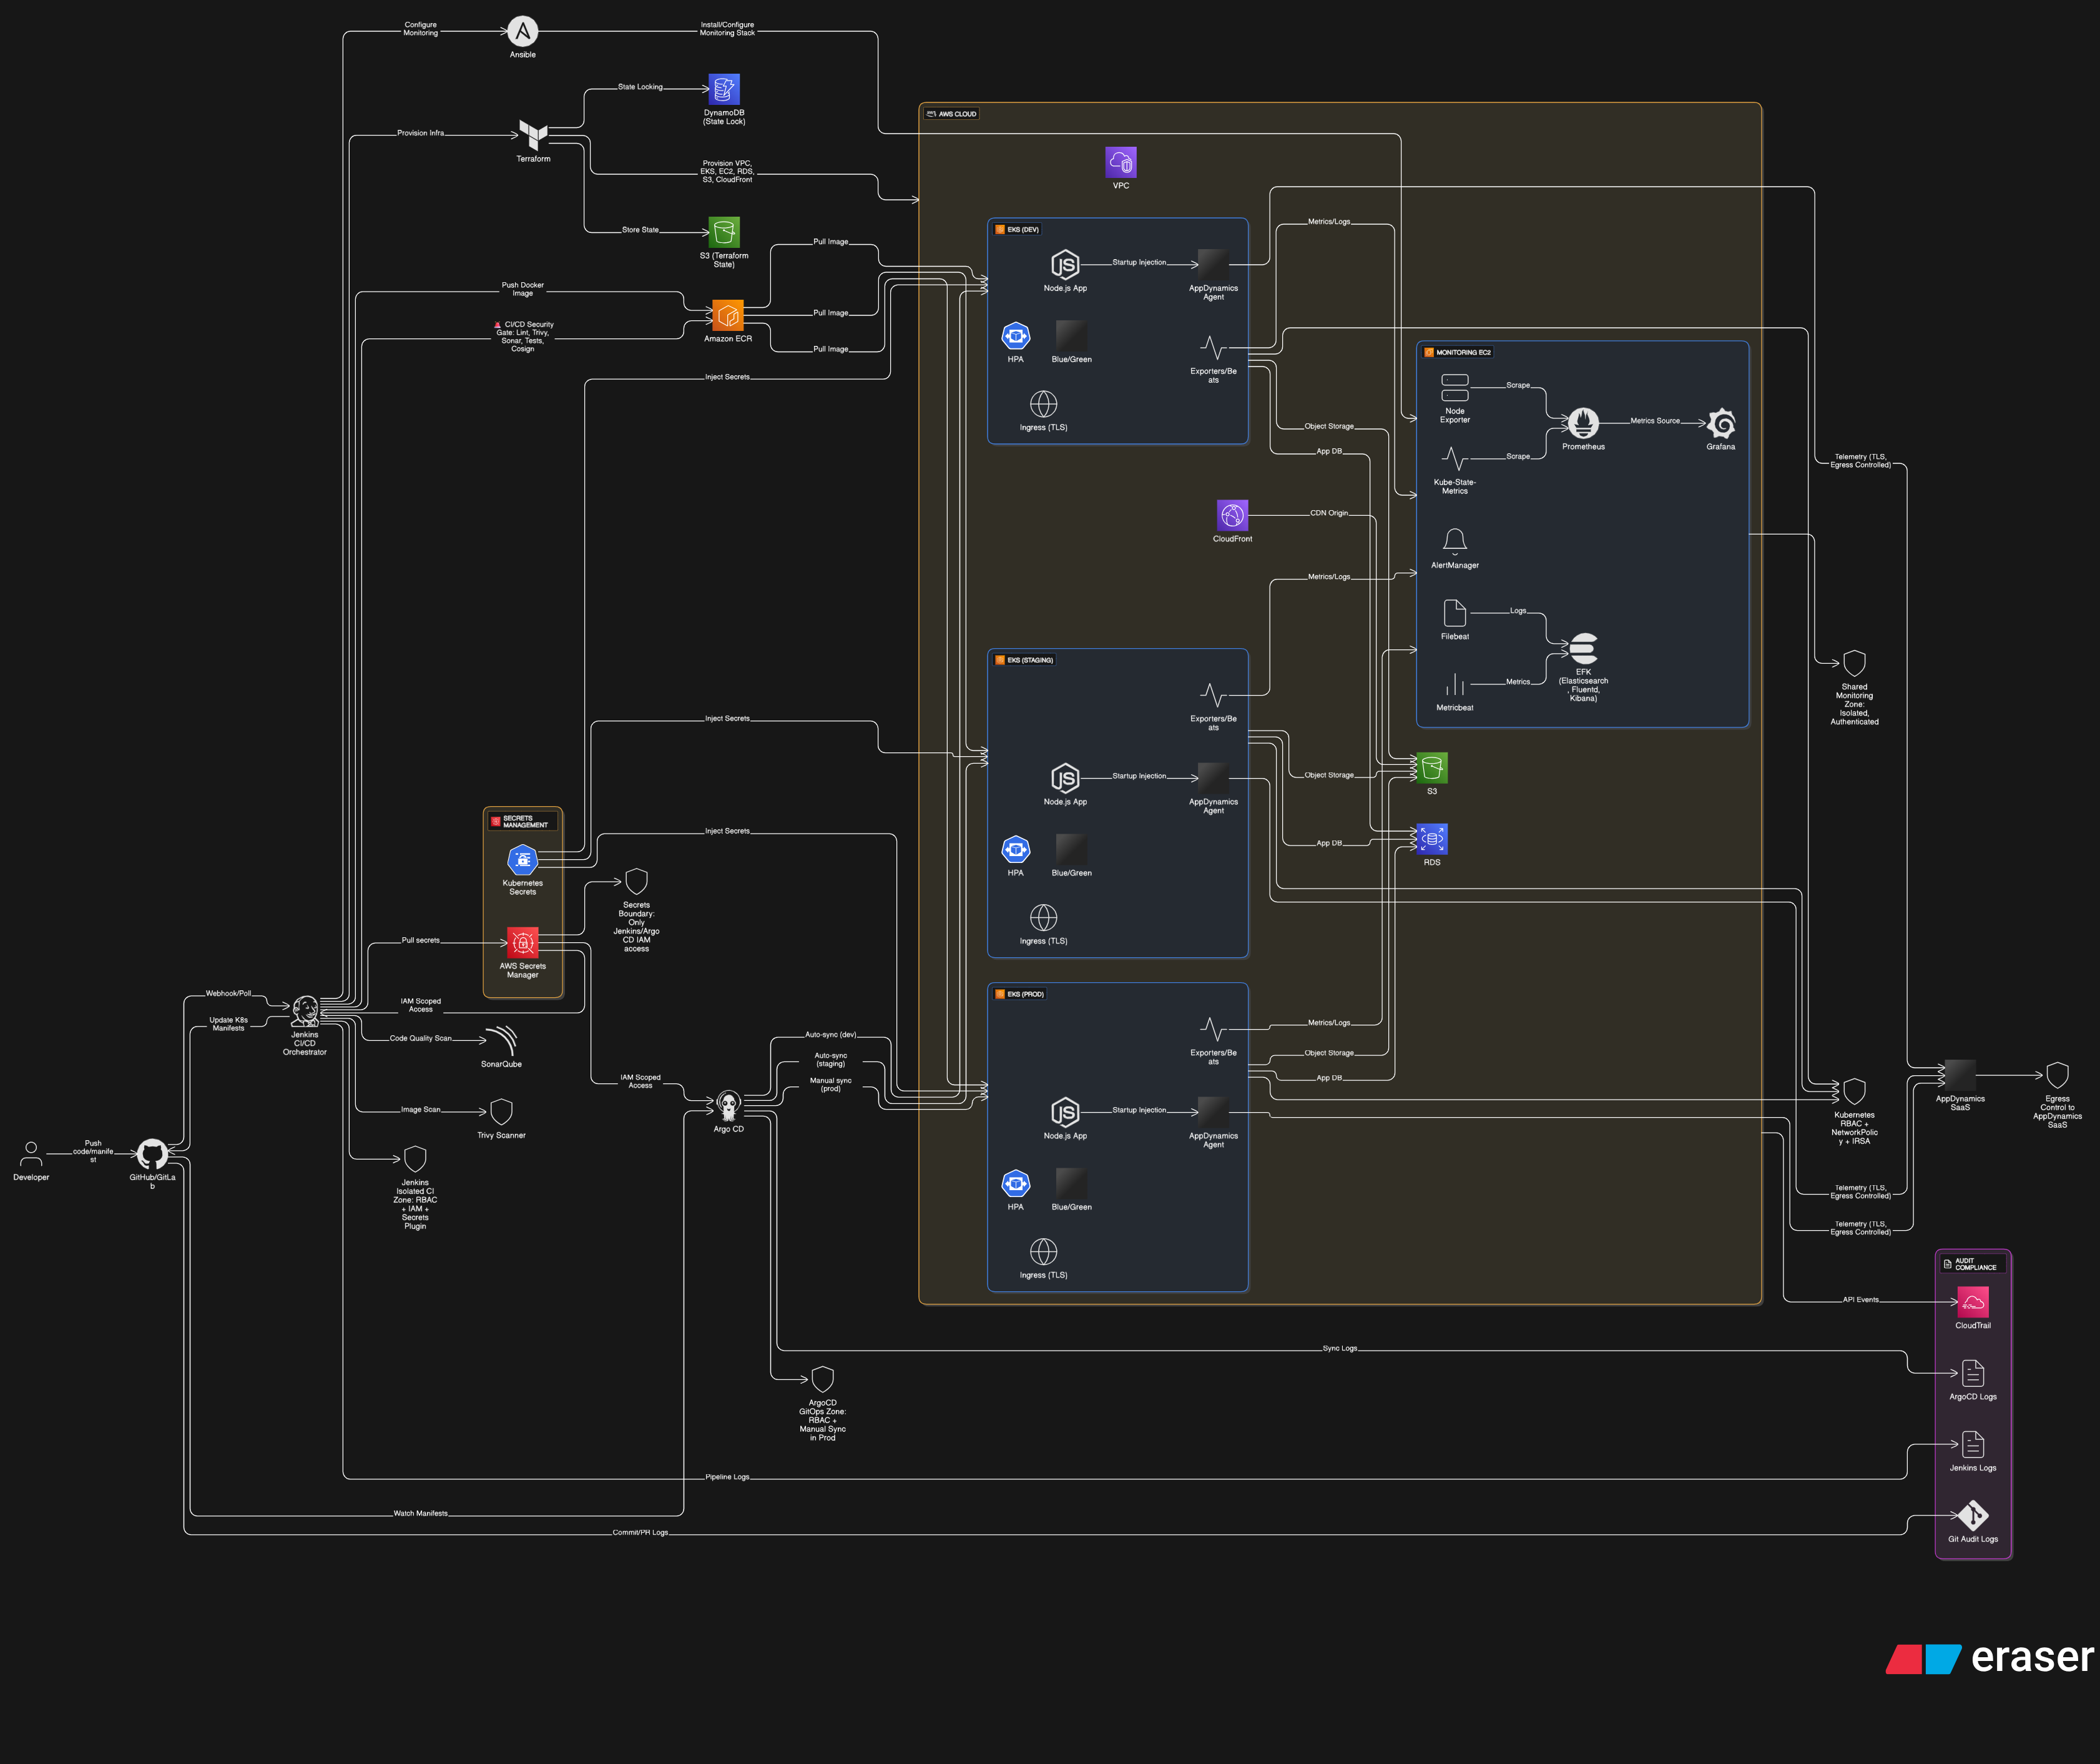 Configure
Monitoring
Ansible
Install/Configure
Monitoring Stack
State Locking
DynamoDB
(State Lock)
Provision Infra
Terraform
Provision VPC,
EKS, EC2, RDS,
S3, CloudFront
Store State
S3 (Terraform
State)
Push Docker
Image
CI/CD Security
Gate: Lint, Trivy,
Sonar, Tests,
Cosign
Amazon ECR
Pull Image
Pull Image
Pull Image
Inject Secrets
Inject Secrets
Inject Secrets
SECRETS
MANAGEMENT
Kubernetes
Secrets
AWS Secrets
Manager
Secrets
Boundary:
Only
Jenkins/Argo
CD IAM
access
Pull secrets
IAM Scoped
Access
Webhook/Poll
Update K8s
Manifests
Jenkins
CI/CD
Orchestrator
Code Quality Scan
SonarQube
Image Scan
Trivy Scanner
Jenkins
Isolated CI
Zone: RBAC
+ IAM +
Secrets
Plugin
Developer
Push
code/manife
st
GitHub/GitLa
b
IAM Scoped
Access
Argo CD
Auto-sync (dev)
Auto-sync
(staging)
Manual sync
(prod)
ArgoCD
GitOps Zone:
RBAC +
Manual Sync
in Prod
AWS CLOUD
VPC
EKS (DEV)
Node.js App
Startup Injection
AppDynamics
Agent
HPA
Blue/Green
Exporters/Be
ats
Ingress (TLS)
Metrics/Logs
Object Storage
App DB
CloudFront
CDN Origin
Metrics/Logs
EKS (STAGING)
Exporters/Be
ats
Node.js App
Startup Injection
AppDynamics
Agent
HPA
Blue/Green
Ingress (TLS)
Object Storage
App DB
EKS (PROD)
Exporters/Be
ats
Node.js App
Startup Injection
AppDynamics
Agent
HPA
Blue/Green
Ingress (TLS)
Metrics/Logs
Object Storage
App DB
MONITORING EC2
Node
Exporter
Scrape
Prometheus
Metrics Source
Grafana
Kube-State-
Metrics
Scrape
AlertManager
Filebeat
Logs
EFK
(Elasticsearch
, Fluentd,
Kibana)
Metricbeat
Metrics
S3
RDS
Telemetry (TLS,
Egress Controlled)
Shared
Monitoring
Zone:
Isolated,
Authenticated
Kubernetes
RBAC +
NetworkPolic
y + IRSA
AppDynamics
SaaS
Egress
Control to
AppDynamics
SaaS
Telemetry (TLS,
Egress Controlled)
Telemetry (TLS,
Egress Controlled)
AUDIT
COMPLIANCE
API Events
CloudTrail
Sync Logs
ArgoCD Logs
Pipeline Logs
Jenkins Logs
Watch Manifests
Commit/PR Logs
Git Audit Logs
eraser